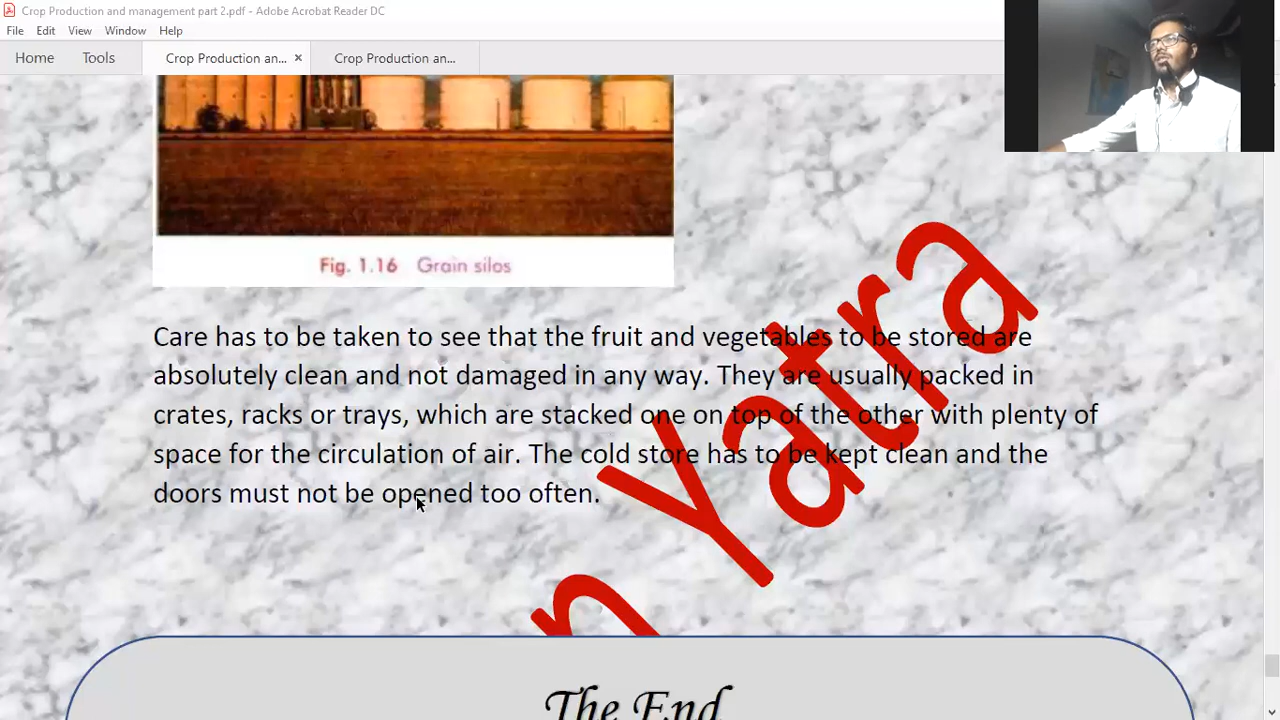 Crop Production and management part 2.pdf - Adobe Acrobat Reader DC
File Edit View Window Help
Home Tools Crop Production an... × Crop Production an...
Fig. 1.16 Grain silos
Care has to be taken to see that the fruit and vegetables to be stored are
absolutely clean and not damaged in any way. They are usually packed in
crates, racks or trays, which are stacked one on top of the other with plenty of
space for the circulation of air. The cold store has to be kept clean and the
doors must not be opened too often.
n Yatra
The End